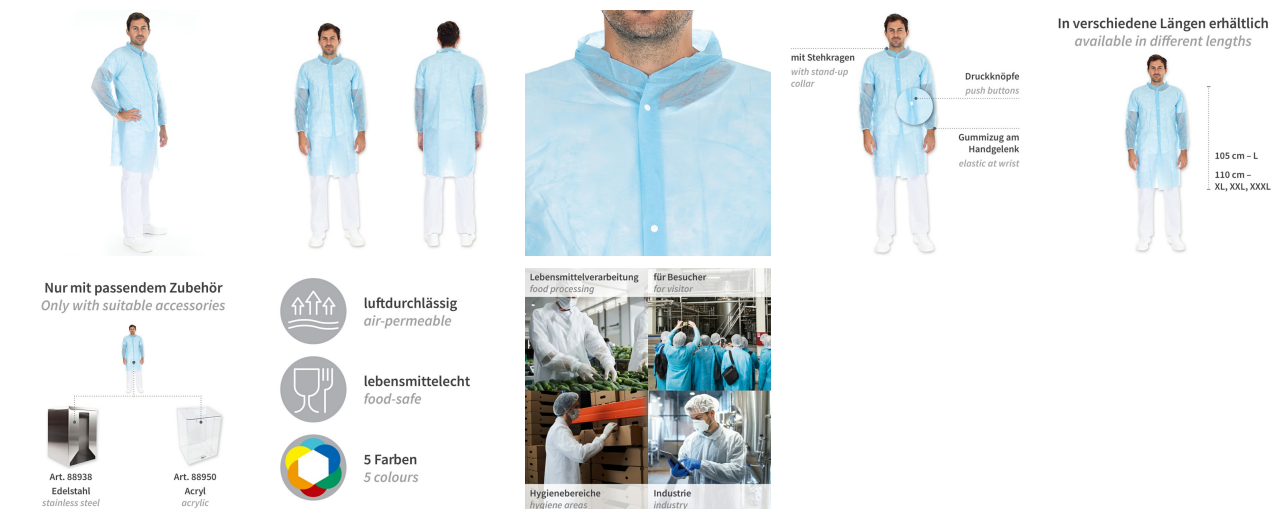 mit Stehkragen
with stand-up
collar
Druckknöpfe
push buttons
Gummizug am
Handgelenk
elastic at wrist
In verschiedene Längen erhältlich
available in different lengths
105 cm – L
110 cm –
XL, XXL, XXXL
Nur mit passendem Zubehör
Only with suitable accessories
Art. 88938
Edelstahl
stainless steel
Art. 88950
Acryl
acrylic
luftdurchlässig
air-permeable
lebensmittelecht
food-safe
5 Farben
5 colours
Lebensmittelverarbeitung
food processing
für Besucher
for visitor
Hygienebereiche
hygiene areas
Industrie
industry